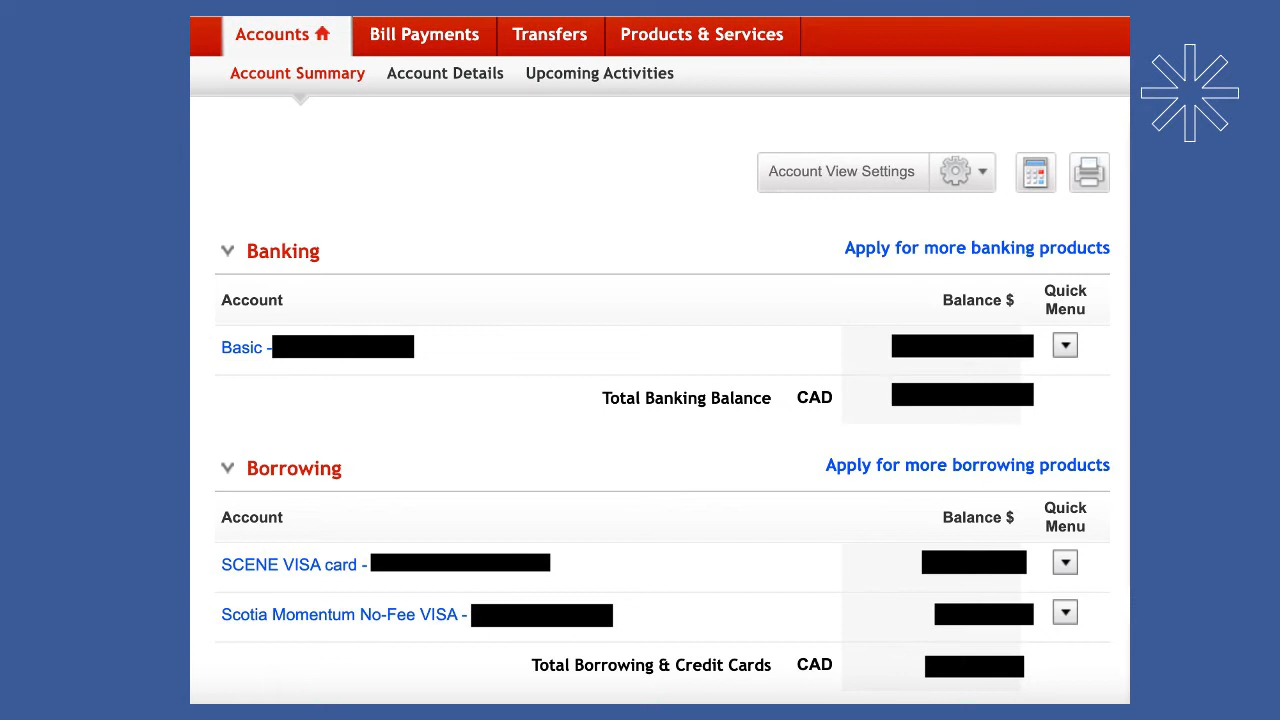 Accounts Bill Payments Transfers Products & Services
Account Summary Account Details Upcoming Activities
Account View Settings
Banking Apply for more banking products
Account Balance $ Quick Menu
Basic -
Total Banking Balance CAD
Borrowing Apply for more borrowing products
Account Balance $ Quick Menu
SCENE VISA card -
Scotia Momentum No-Fee VISA -
Total Borrowing & Credit Cards CAD